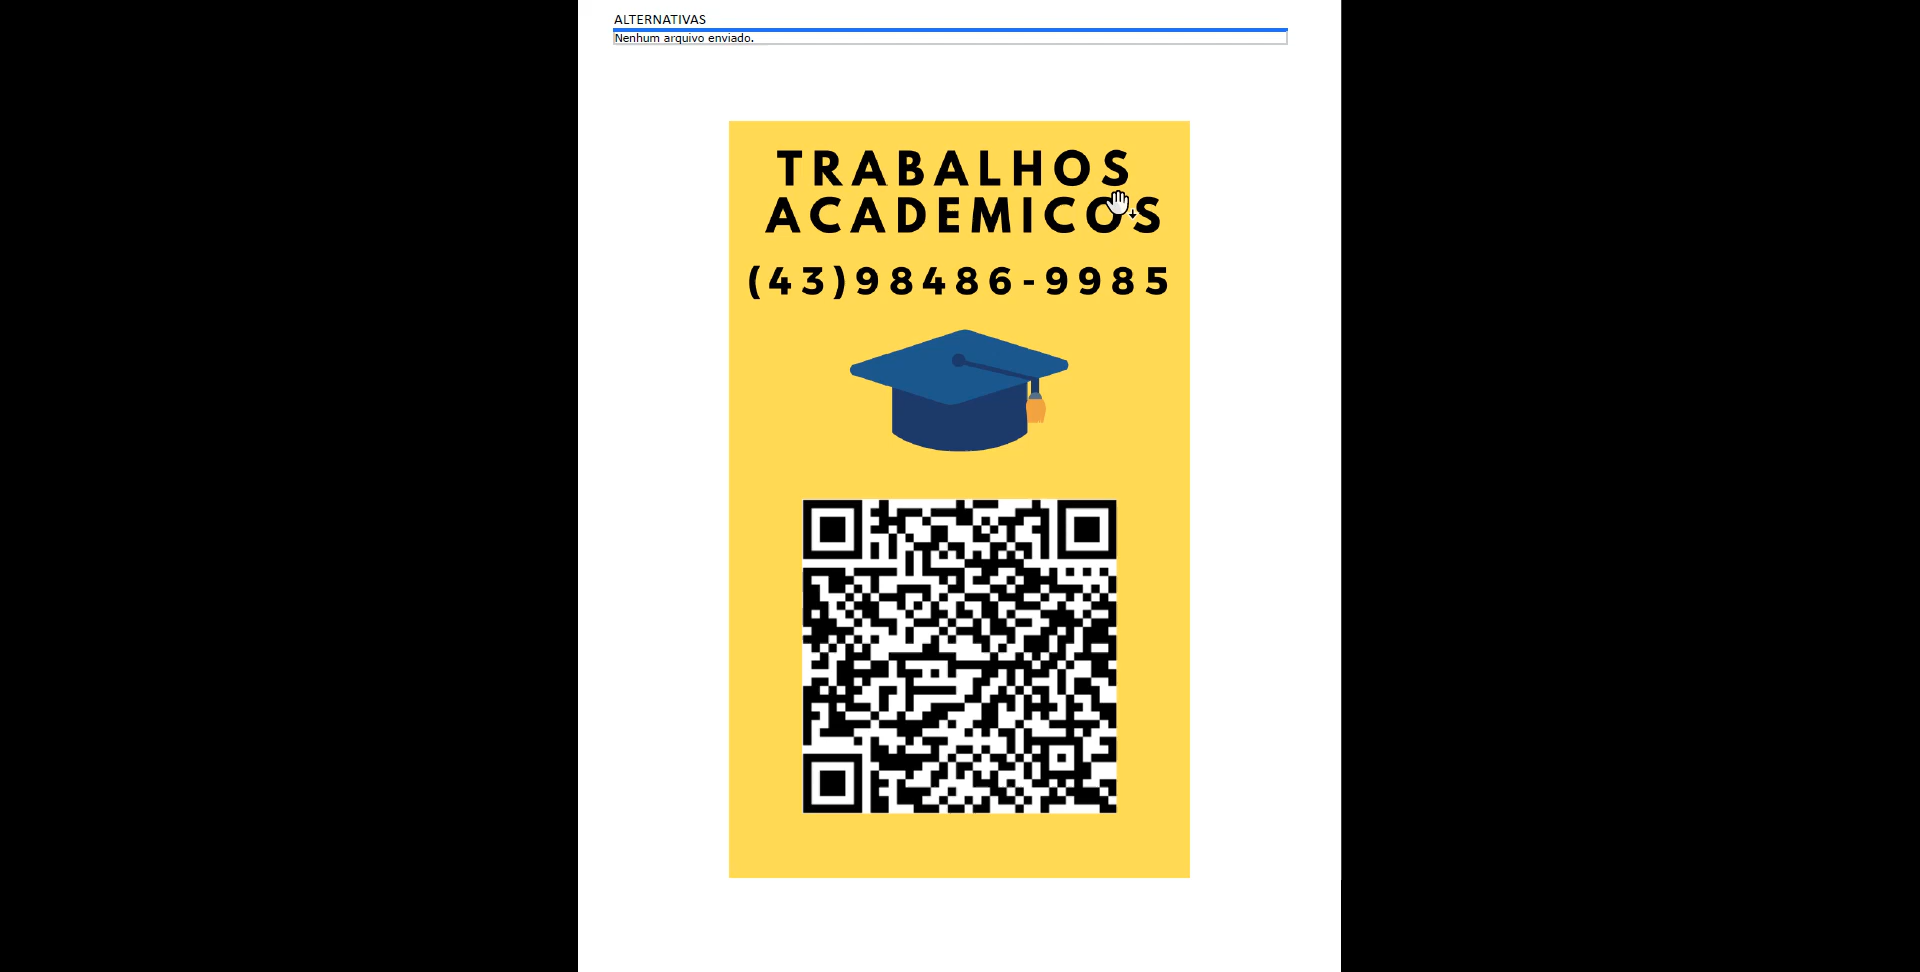 ALTERNATIVAS
Nenhum arquivo enviado.
TRABALHOS
ACADEMICOS
(43)98486-9985